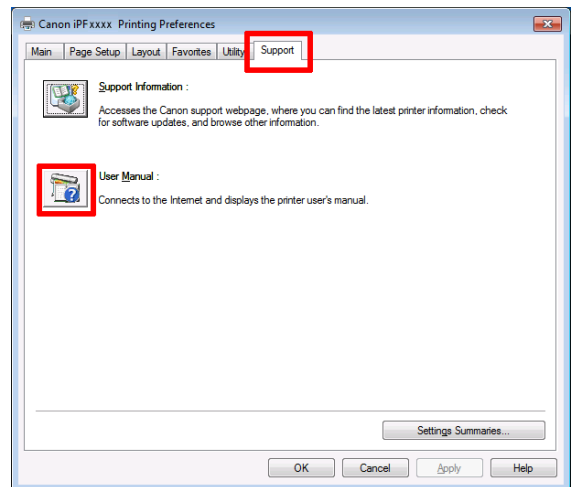 Canon iPFxxxx Printing Preferences
Main Page Setup Layout Favorites Utility Support
Support Information :
Accesses the Canon support webpage, where you can find the latest printer information, check
for software updates, and browse other information.
User Manual :
Connects to the Internet and displays the printer user's manual.
Settings Summaries...
OK Cancel Apply Help